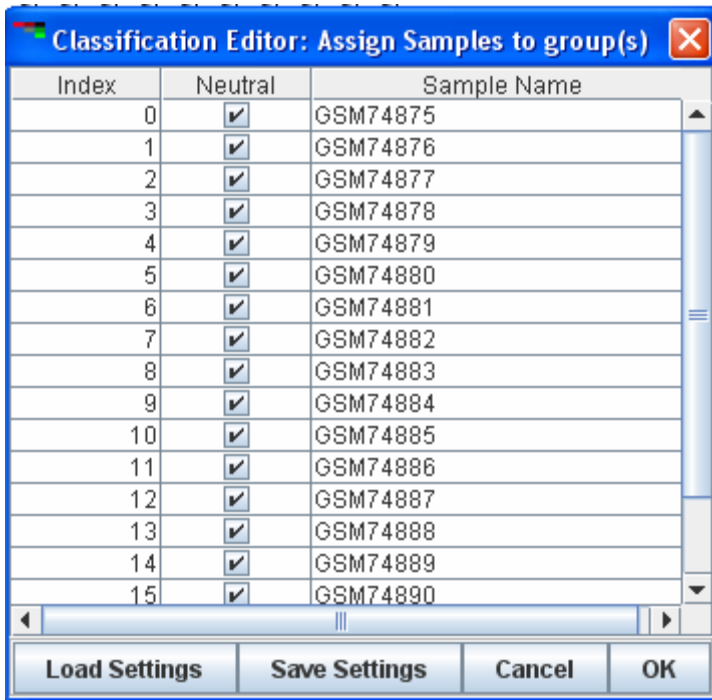 Classification Editor: Assign Samples to group(s)
Index Neutral Sample Name
0 GSM74875
1 GSM74876
2 GSM74877
3 GSM74878
4 GSM74879
5 GSM74880
6 GSM74881
7 GSM74882
8 GSM74883
9 GSM74884
10 GSM74885
11 GSM74886
12 GSM74887
13 GSM74888
14 GSM74889
15 GSM74890
Load Settings Save Settings Cancel OK